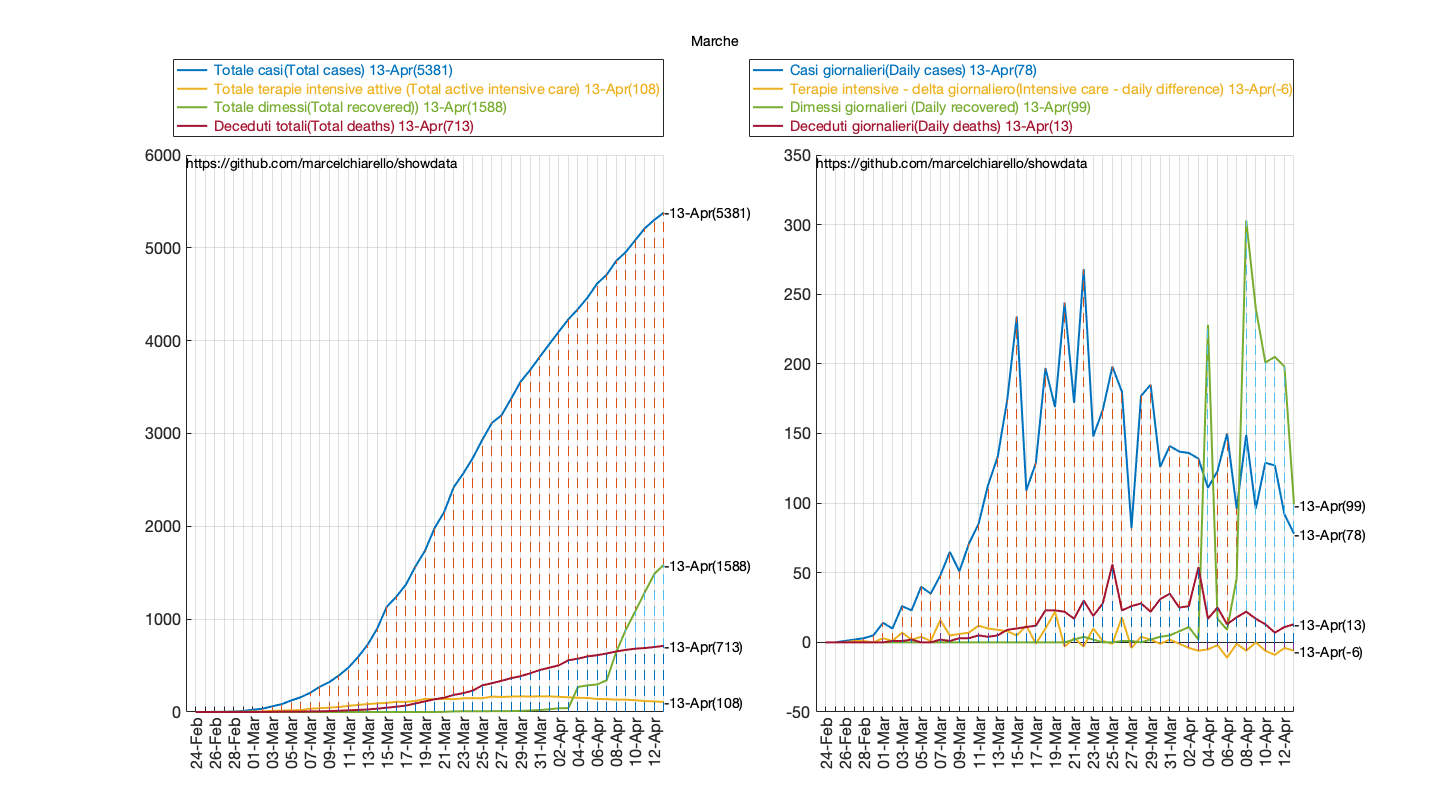 Marche
Totale casi(Total cases) 13-Apr(5381)
Totale terapie intensive attive (Total active intensive care) 13-Apr(108)
Totale dimessi(Total recovered)) 13-Apr(1588)
Deceduti totali(Total deaths) 13-Apr(713)
https://github.com/marcelchiarello/showdata
6000
5000
4000
3000
2000
1000
0
-13-Apr(5381)
-13-Apr(1588)
-13-Apr(713)
-13-Apr(108)
24-Feb
26-Feb
28-Feb
01-Mar
03-Mar
05-Mar
07-Mar
09-Mar
11-Mar
13-Mar
15-Mar
17-Mar
19-Mar
21-Mar
23-Mar
25-Mar
27-Mar
29-Mar
31-Mar
02-Apr
04-Apr
06-Apr
08-Apr
10-Apr
12-Apr
Casi giornalieri(Daily cases) 13-Apr(78)
Terapie intensive - delta giornaliero(Intensive care - daily difference) 13-Apr(-6)
Dimessi giornalieri (Daily recovered) 13-Apr(99)
Deceduti giornalieri(Daily deaths) 13-Apr(13)
https://github.com/marcelchiarello/showdata
350
300
250
200
150
100
50
0
-50
-13-Apr(99)
-13-Apr(78)
-13-Apr(13)
-13-Apr(-6)
24-Feb
26-Feb
28-Feb
01-Mar
03-Mar
05-Mar
07-Mar
09-Mar
11-Mar
13-Mar
15-Mar
17-Mar
19-Mar
21-Mar
23-Mar
25-Mar
27-Mar
29-Mar
31-Mar
02-Apr
04-Apr
06-Apr
08-Apr
10-Apr
12-Apr